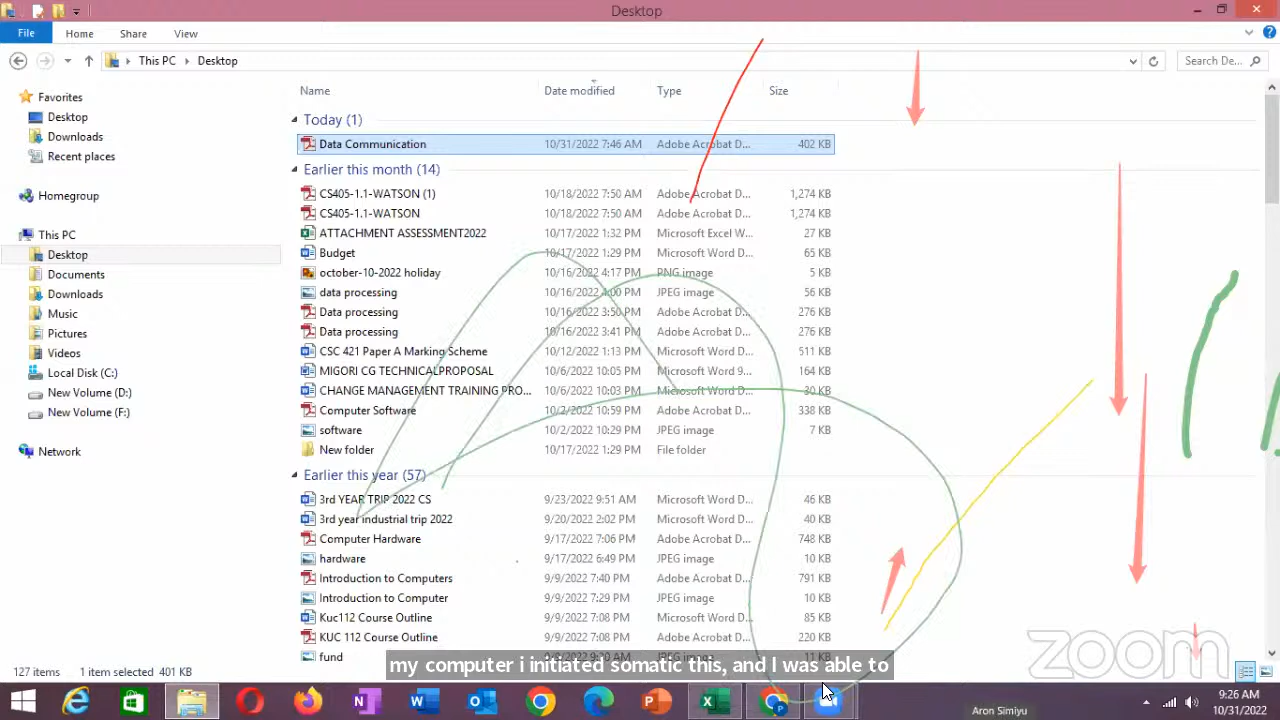 Desktop
File Home Share View
This PC Desktop Search De...
Name Date modified Type Size
Favorites
Desktop
Downloads
Recent places
Homegroup
This PC
Desktop
Documents
Downloads
Music
Pictures
Videos
Local Disk (C:)
New Volume (D:)
New Volume (F:)
Network
Today (1)
Data Communication 10/31/2022 7:46 AM Adobe Acrobat D... 402 KB
Earlier this month (14)
CS405-1.1-WATSON (1) 10/18/2022 7:50 AM Adobe Acrobat D... 1,274 KB
CS405-1.1-WATSON 10/18/2022 7:50 AM Adobe Acrobat D... 1,274 KB
ATTACHMENT ASSESSMENT2022 10/17/2022 1:32 PM Microsoft Excel W... 27 KB
Budget 10/17/2022 1:29 PM Microsoft Word D... 65 KB
october-10-2022 holiday 10/16/2022 4:17 PM PNG image 5 KB
data processing 10/16/2022 4:00 PM JPEG image 56 KB
Data processing 10/16/2022 3:50 PM Adobe Acrobat D... 276 KB
Data processing 10/16/2022 3:41 PM Adobe Acrobat D... 276 KB
CSC 421 Paper A Marking Scheme 10/12/2022 1:13 PM Microsoft Word D... 511 KB
MIGORI CG TECHNICALPROPOSAL 10/6/2022 10:05 PM Microsoft Word 9... 164 KB
CHANGE MANAGEMENT TRAINING PRO... 10/6/2022 10:03 PM Microsoft Word D... 30 KB
Computer Software 10/2/2022 10:59 PM Adobe Acrobat D... 338 KB
software 10/2/2022 10:29 PM JPEG image 7 KB
New folder 10/17/2022 1:29 PM File folder
Earlier this year (57)
3rd YEAR TRIP 2022 CS 9/23/2022 9:51 AM Microsoft Word D... 46 KB
3rd year industrial trip 2022 9/20/2022 2:02 PM Microsoft Word D... 40 KB
Computer Hardware 9/17/2022 7:06 PM Adobe Acrobat D... 748 KB
hardware 9/17/2022 6:49 PM JPEG image 10 KB
Introduction to Computers 9/9/2022 7:40 PM Adobe Acrobat D... 791 KB
Introduction to Computer 9/9/2022 7:29 PM JPEG image 10 KB
Kuc112 Course Outline 9/9/2022 7:08 PM Microsoft Word D... 85 KB
KUC 112 Course Outline 9/9/2022 7:08 PM Adobe Acrobat D... 220 KB
fund JPEG image 11 KB
my computer i initiated somatic this, and I was able to
zoom
127 items 1 item selected 401 KB
9:26 AM
10/31/2022
Aron Simiyu